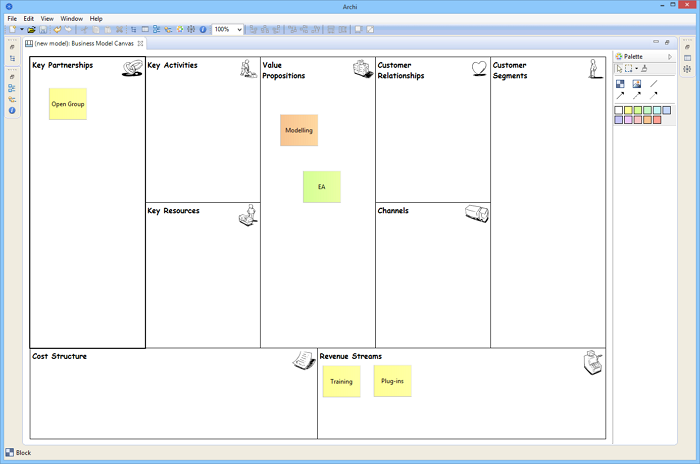 Archi
File Edit View Window Help
100%
(new model): Business Model Canvas
Key Partnerships
Key Activities
Value
Propositions
Customer
Relationships
Customer
Segments
Palette
Open Group
Modelling
EA
Key Resources
Channels
Cost Structure
Revenue Streams
Training
Plug-ins
Block